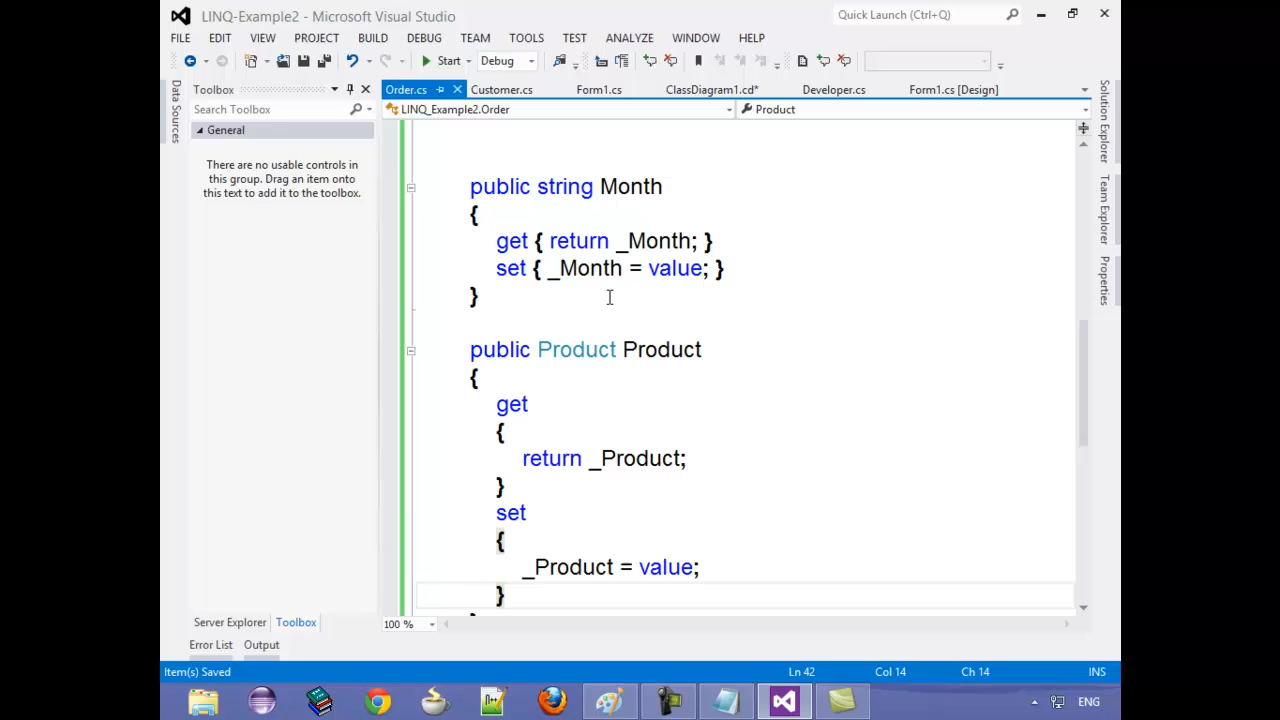 LINQ-Example2 - Microsoft Visual Studio
Quick Launch (Ctrl+Q)
FILE EDIT VIEW PROJECT BUILD DEBUG TEAM TOOLS TEST ANALYZE WINDOW HELP
Start Debug
Data Sources
Toolbox
Search Toolbox
General
There are no usable controls in
this group. Drag an item onto
this text to add it to the toolbox.
Order.cs Customer.cs Form1.cs ClassDiagram1.cd* Developer.cs Form1.cs [Design]
LINQ_Example2.Order Product
public string Month
{
get { return _Month; }
set { _Month = value; }
}
public Product Product
{
get
{
return _Product;
}
set
{
_Product = value;
}
100 %
Solution Explorer
Team Explorer
Properties
Server Explorer Toolbox
Error List Output
Item(s) Saved Ln 42 Col 14 Ch 14 INS
ENG